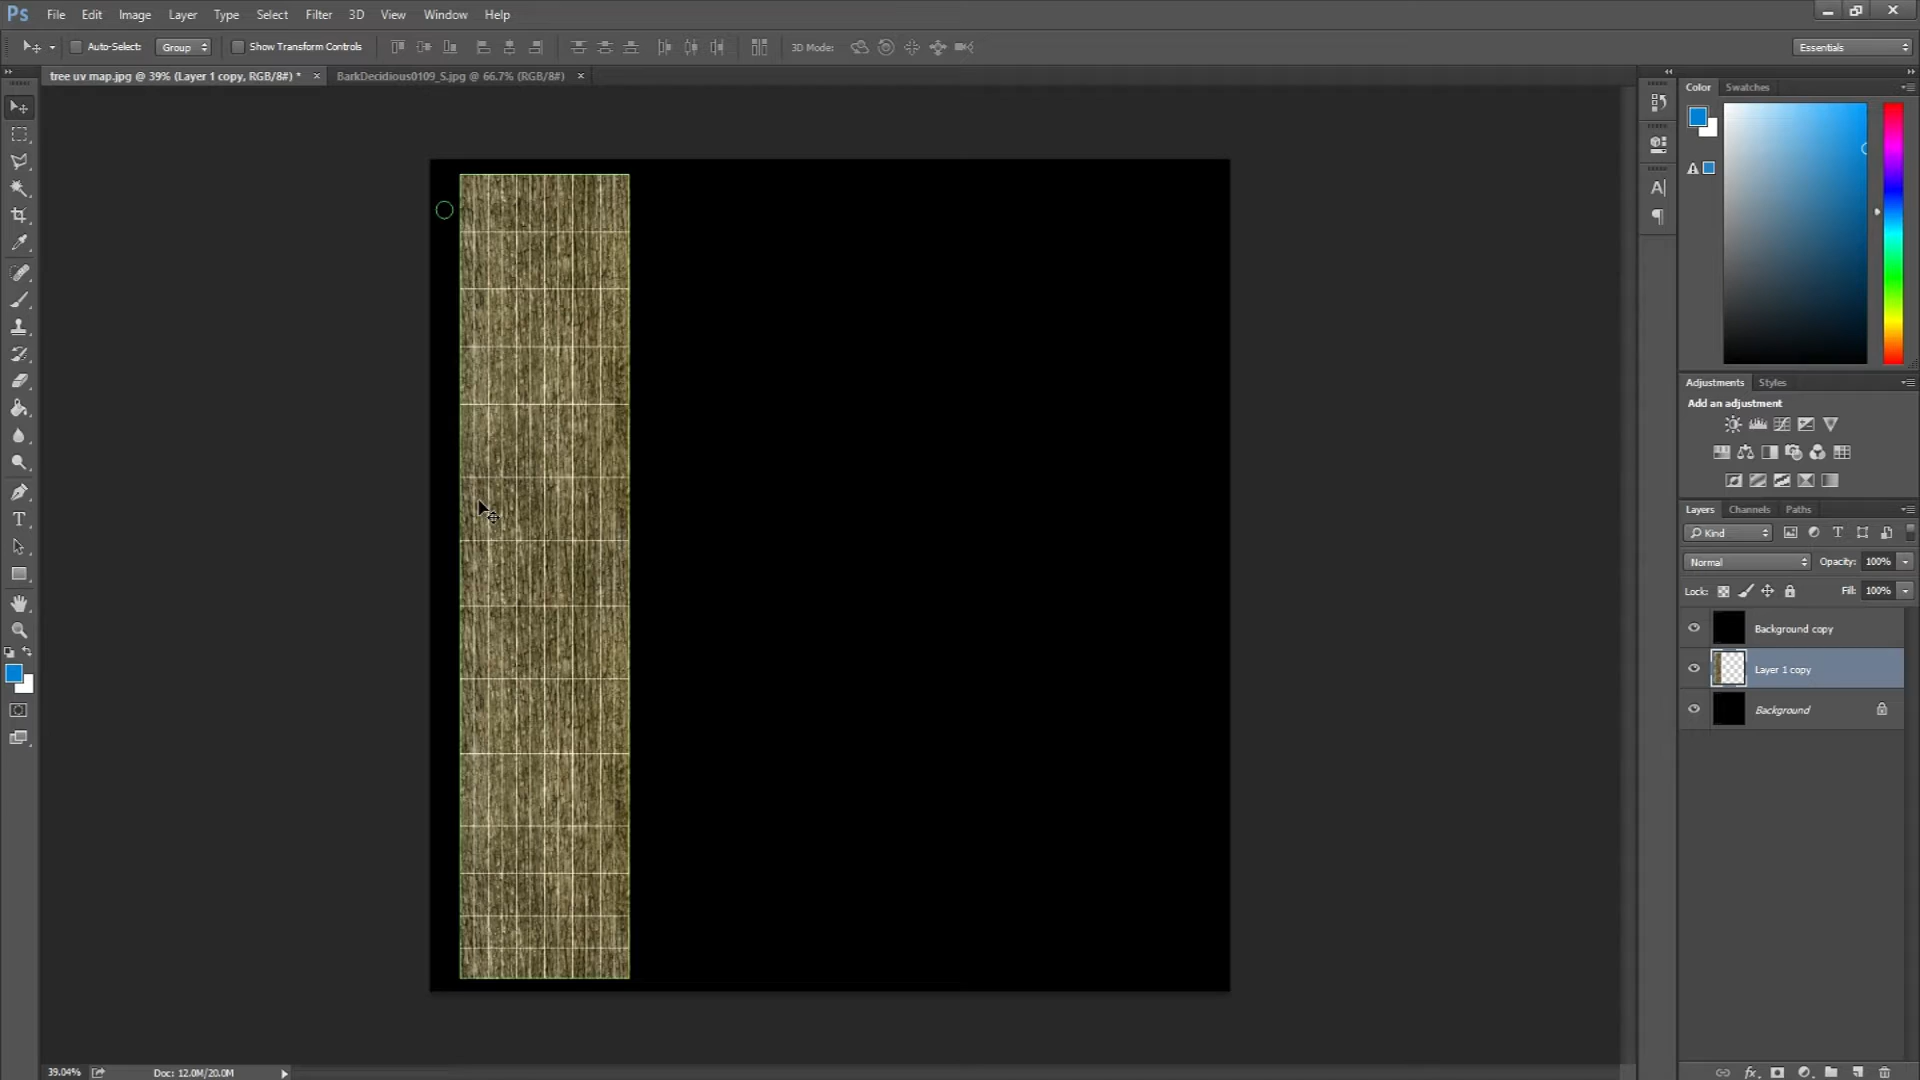 Ps File Edit Image Layer Type Select Filter 3D View Window Help
Auto-Select: Group Show Transform Controls 3D Mode: Essentials
tree uv map.jpg @ 39% (Layer 1 copy, RGB/8#) * × BarkDecidious0109_S.jpg @ 66.7% (RGB/8#) ×
Color Swatches
Adjustments Styles
Add an adjustment
Layers Channels Paths
Kind
Normal Opacity: 100%
Lock: Fill: 100%
Background copy
Layer 1 copy
Background
39.04% Doc: 12.0M/20.0M